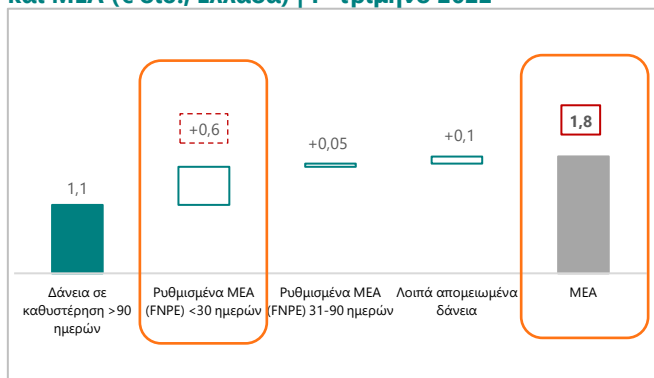 +0,6
+0,05
+0,1
1,8
1,1
Δάνεια σε
καθυστέρηση >90
ημερών
Ρυθμισμένα ΜΕΑ
(FNPE) <30 ημερών
Ρυθμισμένα ΜΕΑ
(FNPE) 31-90 ημερών
Λοιπά απομειωμένα
δάνεια
ΜΕΑ